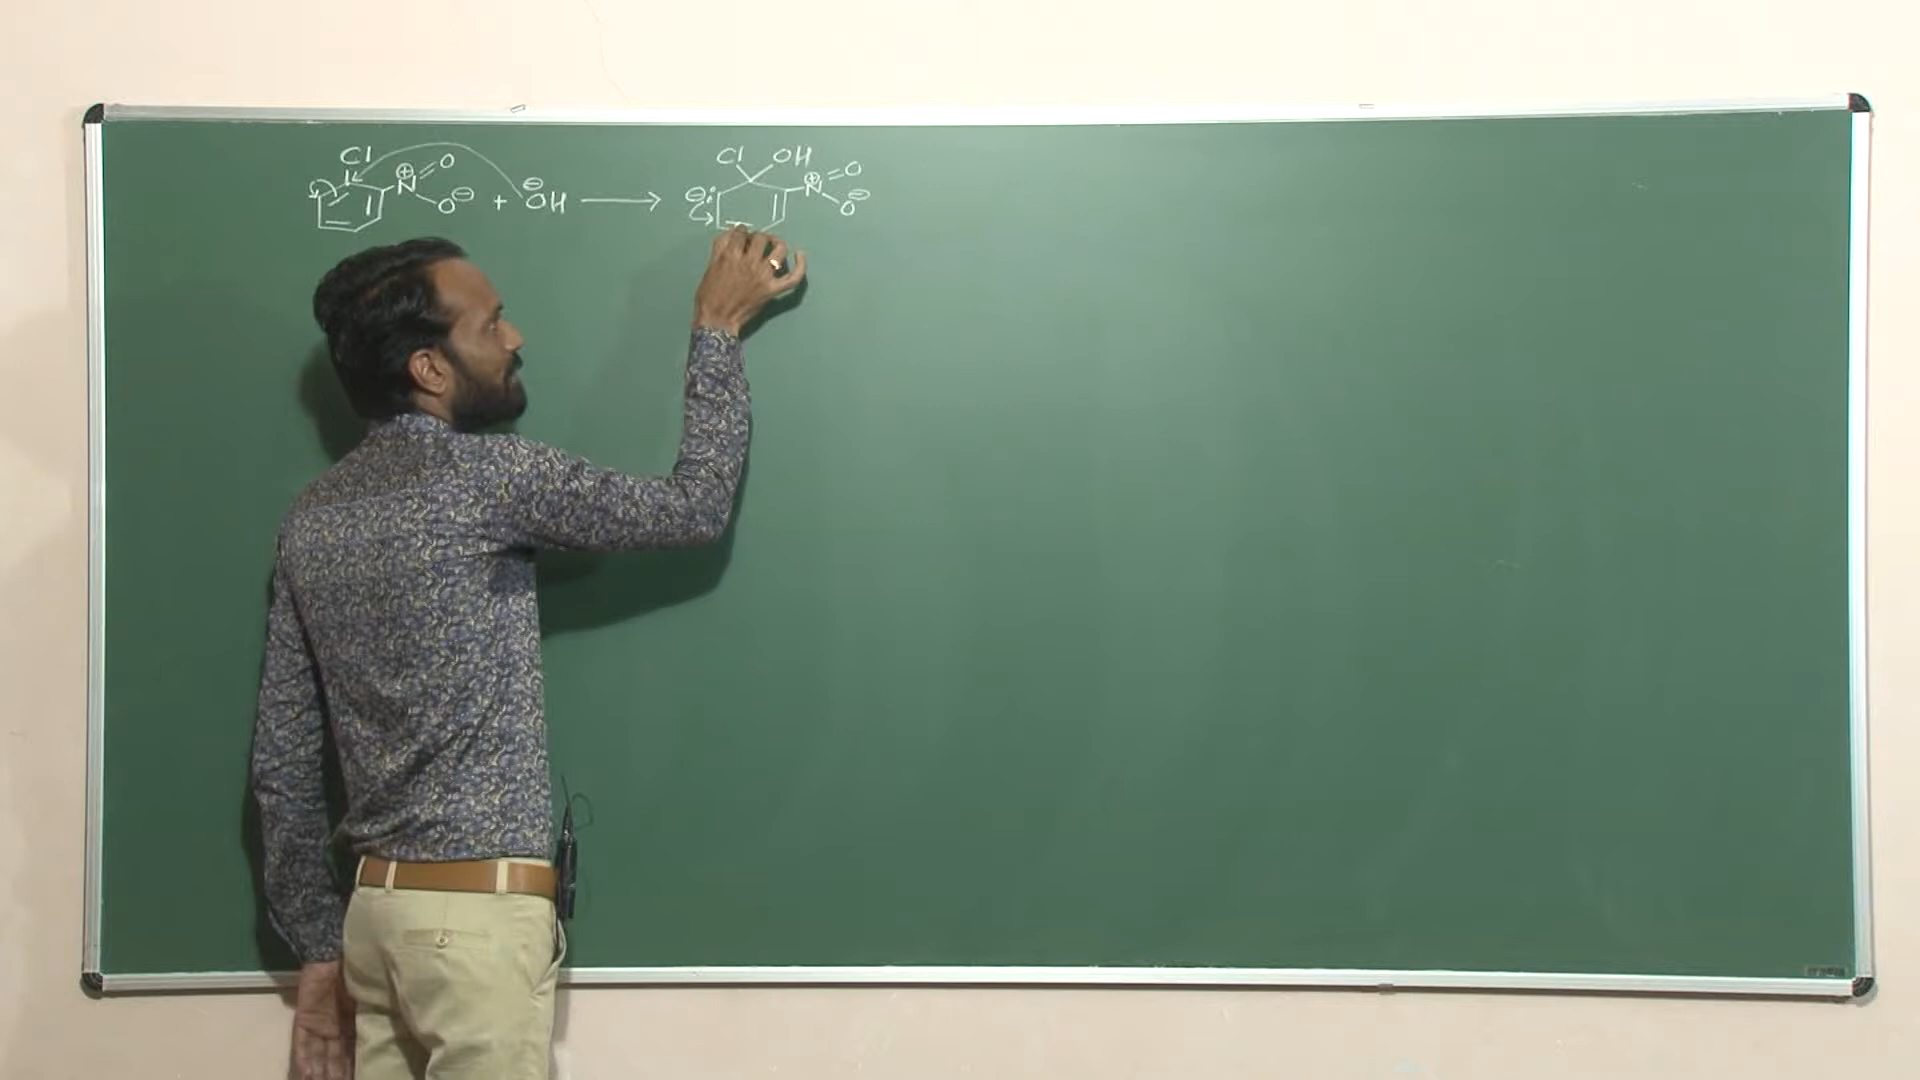 Cl Cl OH
N⊕ =O N⊕ =O
O⊖ + ⊖OH ⟶ ⊖: O⊖